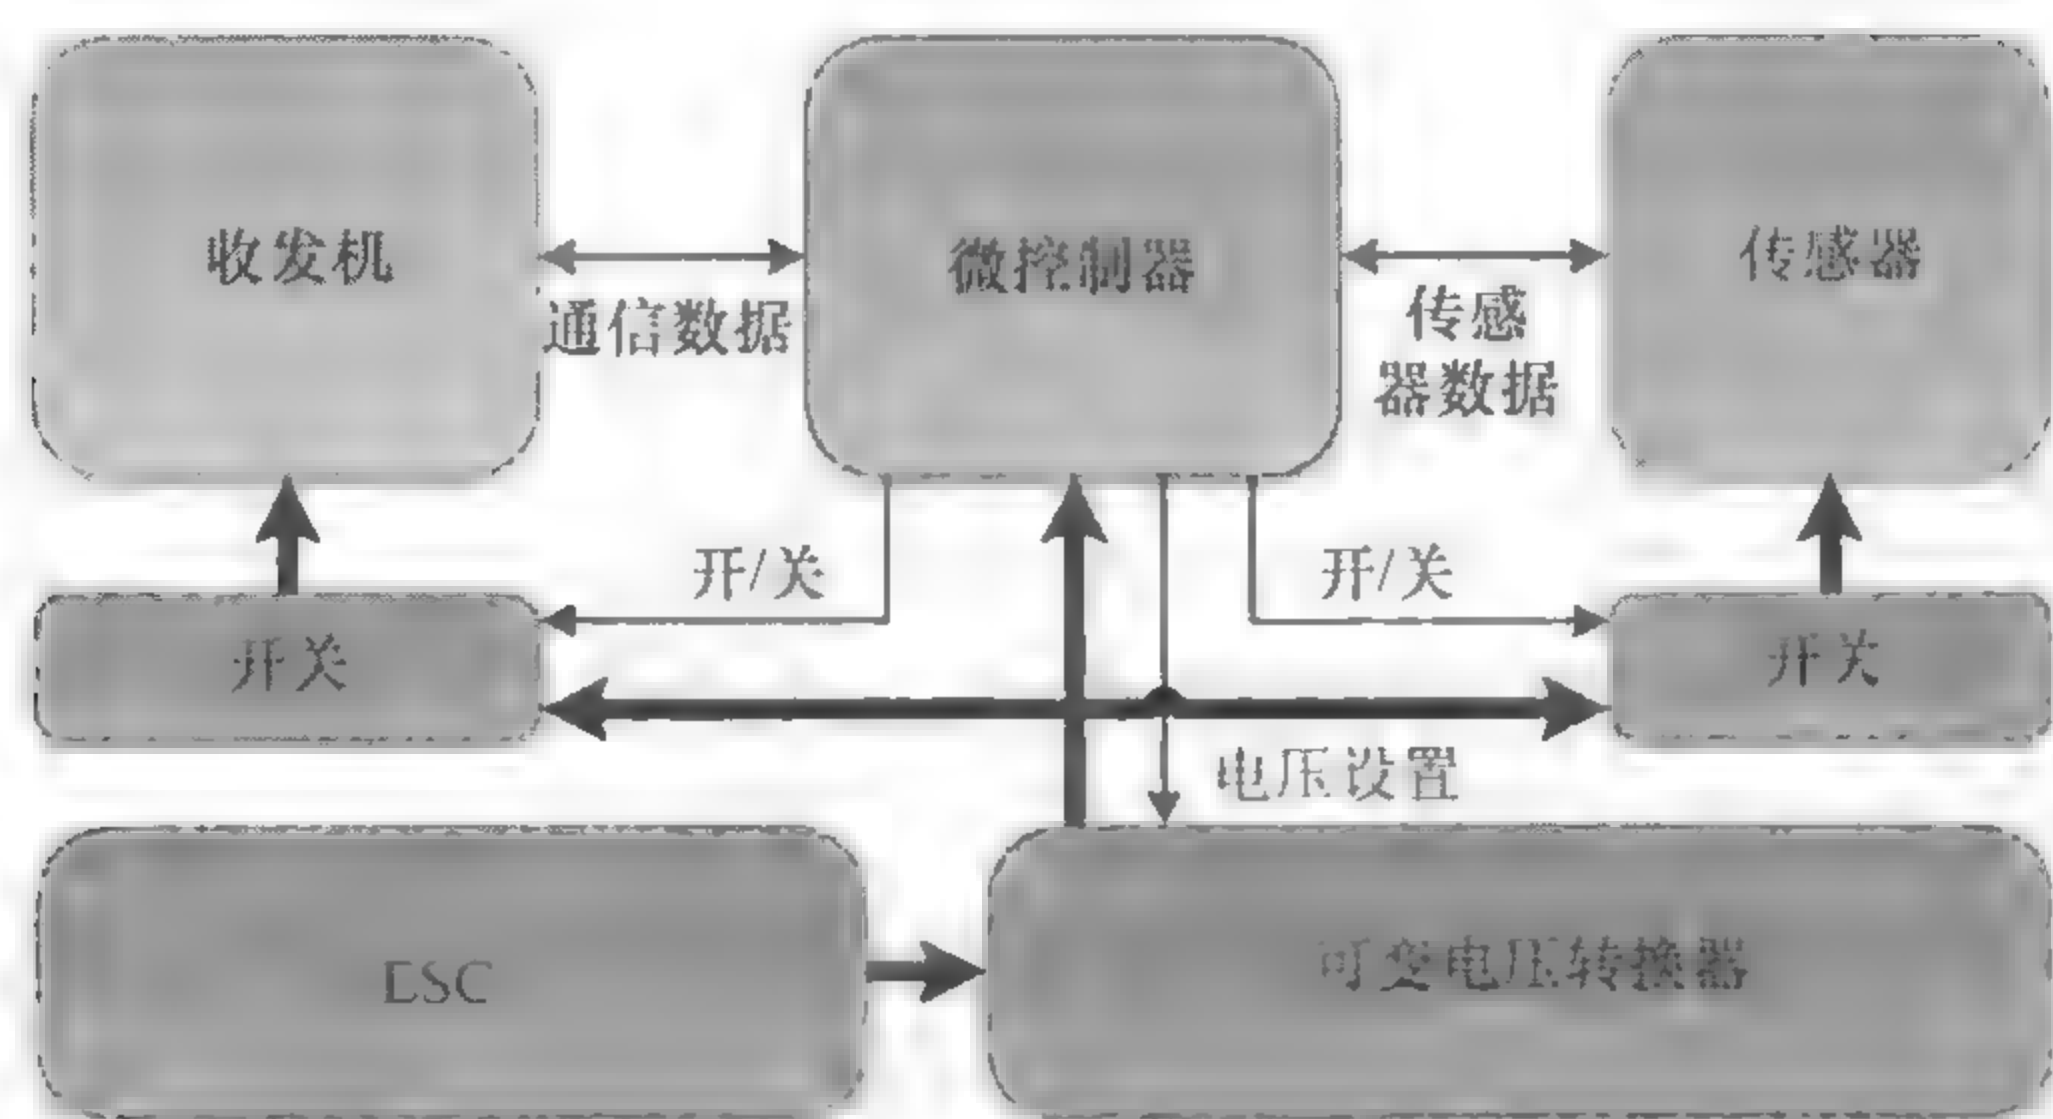 收发机
微控制器
传感器
通信数据
传感
器数据
开/关
开/关
开关
开关
电压设置
ESC
可变电压转换器